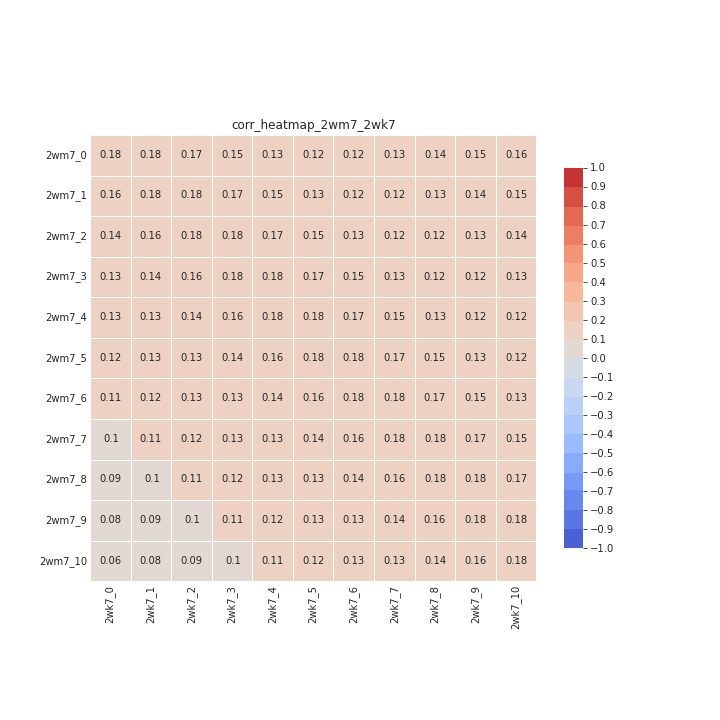 corr_heatmap_2wm7_2wk7
2wm7_0 0.18 0.18 0.17 0.15 0.13 0.12 0.12 0.13 0.14 0.15 0.16
2wm7_1 0.16 0.18 0.18 0.17 0.15 0.13 0.12 0.12 0.13 0.14 0.15
2wm7_2 0.14 0.16 0.18 0.18 0.17 0.15 0.13 0.12 0.12 0.13 0.14
2wm7_3 0.13 0.14 0.16 0.18 0.18 0.17 0.15 0.13 0.12 0.12 0.13
2wm7_4 0.13 0.13 0.14 0.16 0.18 0.18 0.17 0.15 0.13 0.12 0.12
2wm7_5 0.12 0.13 0.13 0.14 0.16 0.18 0.18 0.17 0.15 0.13 0.12
2wm7_6 0.11 0.12 0.13 0.13 0.14 0.16 0.18 0.18 0.17 0.15 0.13
2wm7_7 0.1 0.11 0.12 0.13 0.13 0.14 0.16 0.18 0.18 0.17 0.15
2wm7_8 0.09 0.1 0.11 0.12 0.13 0.13 0.14 0.16 0.18 0.18 0.17
2wm7_9 0.08 0.09 0.1 0.11 0.12 0.13 0.13 0.14 0.16 0.18 0.18
2wm7_10 0.06 0.08 0.09 0.1 0.11 0.12 0.13 0.13 0.14 0.16 0.18
2wk7_0
2wk7_1
2wk7_2
2wk7_3
2wk7_4
2wk7_5
2wk7_6
2wk7_7
2wk7_8
2wk7_9
2wk7_10
1.0
0.9
0.8
0.7
0.6
0.5
0.4
0.3
0.2
0.1
0.0
−0.1
−0.2
−0.3
−0.4
−0.5
−0.6
−0.7
−0.8
−0.9
−1.0